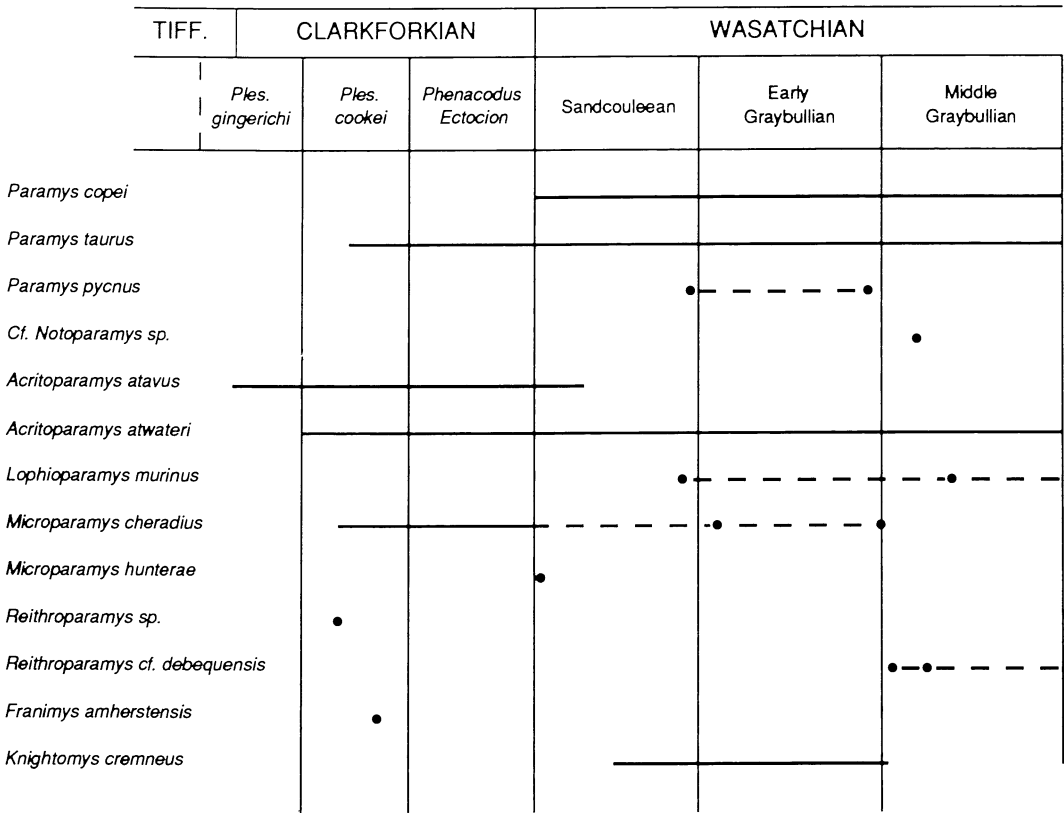 TIFF. CLARKFORKIAN WASATCHIAN
Ples. Ples. Phenacodus Early Middle
gingerichi cookei Ectocion Sandcouleean Graybullian Graybullian
Paramys copei
Paramys taurus
Paramys pycnus
Cf. Notoparamys sp.
Acritoparamys atavus
Acritoparamys atwateri
Lophioparamys murinus
Microparamys cheradius
Microparamys hunterae
Reithroparamys sp.
Reithroparamys cf. debequensis
Franimys amherstensis
Knightomys cremneus